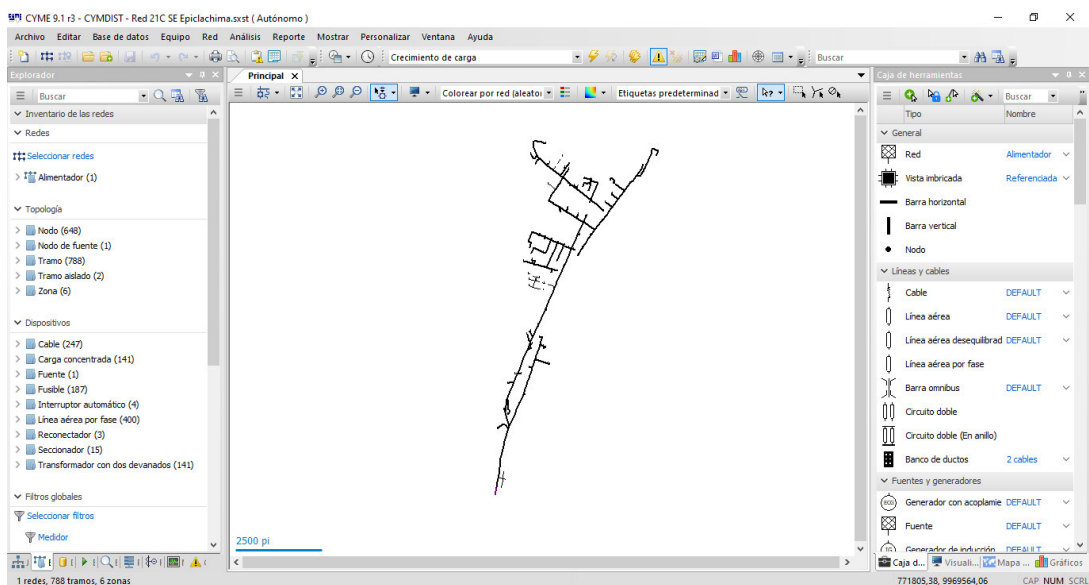 CYME 9.1 r3 - CYMDIST - Red 21C SE Epiclachima.sxst ( Autónomo )
Archivo Editar Base de datos Equipo Red Análisis Reporte Mostrar Personalizar Ventana Ayuda
Crecimiento de carga
Buscar
Explorador
Buscar
Inventario de las redes
Redes
Seleccionar redes
Alimentador (1)
Topología
Nodo (648)
Nodo de fuente (1)
Tramo (788)
Tramo aislado (2)
Zona (6)
Dispositivos
Cable (247)
Carga concentrada (141)
Fuente (1)
Fusible (187)
Interruptor automático (4)
Línea aérea por fase (400)
Reconectador (3)
Seccionador (15)
Transformador con dos devanados (141)
Filtros globales
Seleccionar filtros
Medidor
Principal X
Colorear por red (aleato
Etiquetas predeterminad
2500 pi
Caja de herramientas
Buscar
Tipo Nombre
General
Red Alimentador
Vista imbricada Referenciada
Barra horizontal
Barra vertical
Nodo
Líneas y cables
Cable DEFAULT
Línea aérea DEFAULT
Línea aérea desequilibrad DEFAULT
Línea aérea por fase
Barra omnibus DEFAULT
Circuito doble
Circuito doble (En anillo)
Banco de ductos 2 cables
Fuentes y generadores
ECG Generador con acoplamie DEFAULT
Fuente DEFAULT
IG Generador de inducción DEFAULT
Caja d... Visuali... Mapa ... Gráficos
1 redes, 788 tramos, 6 zonas
771805,38, 9969564,06 CAP NUM SCRL